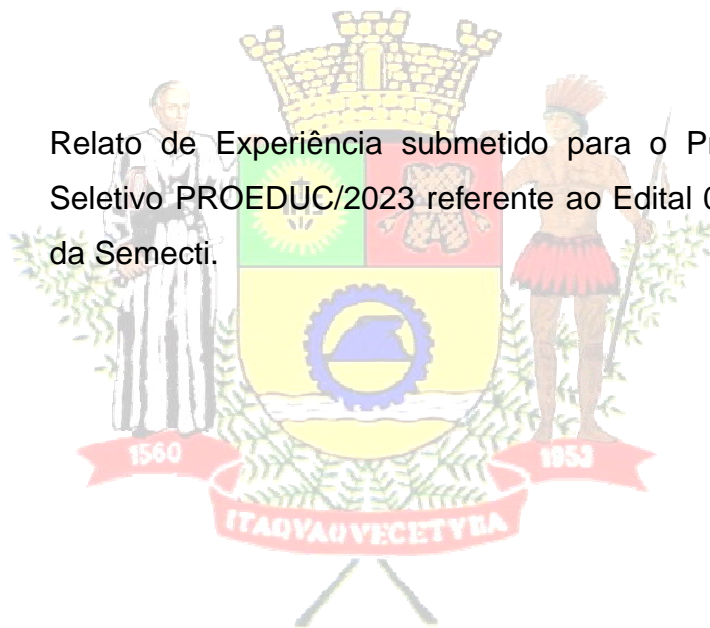 Relato de Experiência submetido para o
Seletivo PROEDUC/2023 referente ao Edital
da Semecti.
1560
1953
ITAQVAQVECETYBA